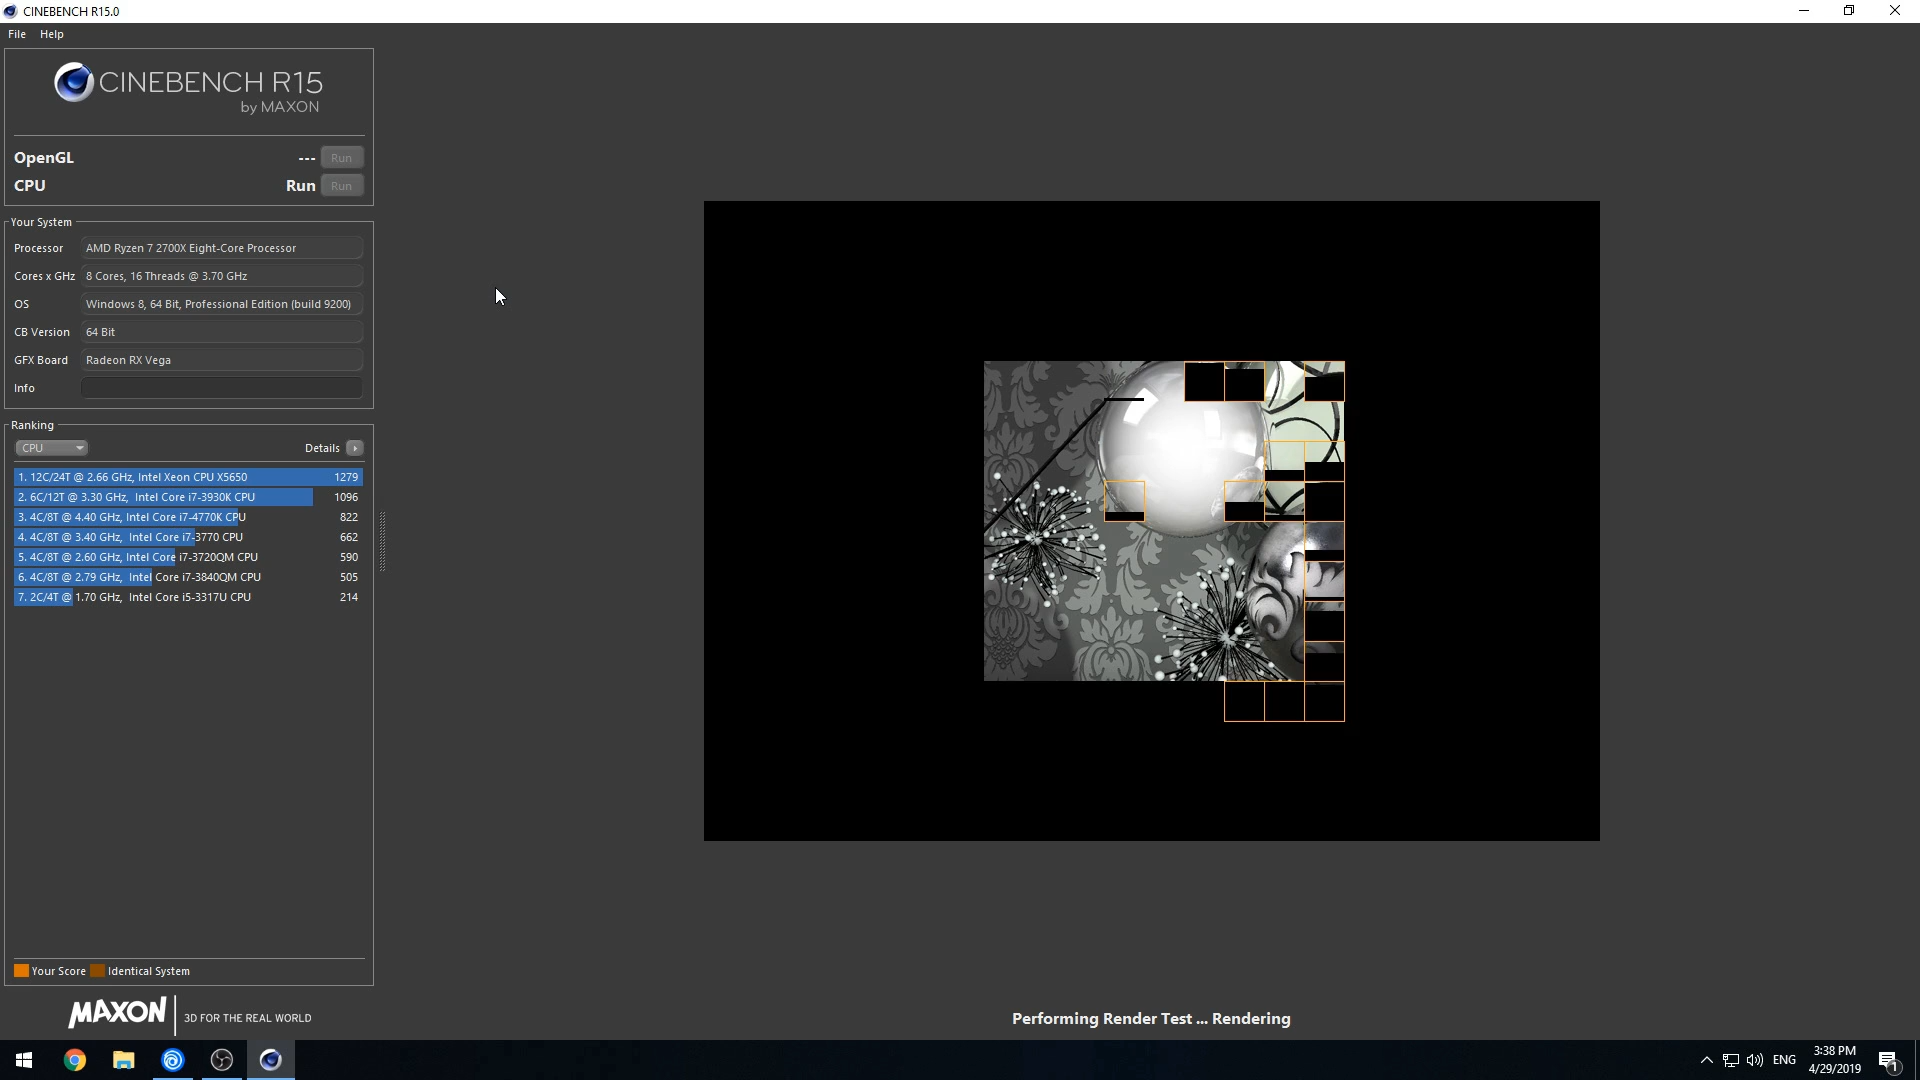 CINEBENCH R15.0
File Help
CINEBENCH R15
by MAXON
OpenGL --- Run
CPU Run Run
Your System
Processor AMD Ryzen 7 2700X Eight-Core Processor
Cores x GHz 8 Cores, 16 Threads @ 3.70 GHz
OS Windows 8, 64 Bit, Professional Edition (build 9200)
CB Version 64 Bit
GFX Board Radeon RX Vega
Info
Ranking
CPU Details
1. 12C/24T @ 2.66 GHz, Intel Xeon CPU X5650 1279
2. 6C/12T @ 3.30 GHz, Intel Core i7-3930K CPU 1096
3. 4C/8T @ 4.40 GHz, Intel Core i7-4770K CPU 822
4. 4C/8T @ 3.40 GHz, Intel Core i7-3770 CPU 662
5. 4C/8T @ 2.60 GHz, Intel Core i7-3720QM CPU 590
6. 4C/8T @ 2.79 GHz, Intel Core i7-3840QM CPU 505
7. 2C/4T @ 1.70 GHz, Intel Core i5-3317U CPU 214
Your Score Identical System
MAXON 3D FOR THE REAL WORLD
Performing Render Test ... Rendering
ENG 3:38 PM
4/29/2019
1